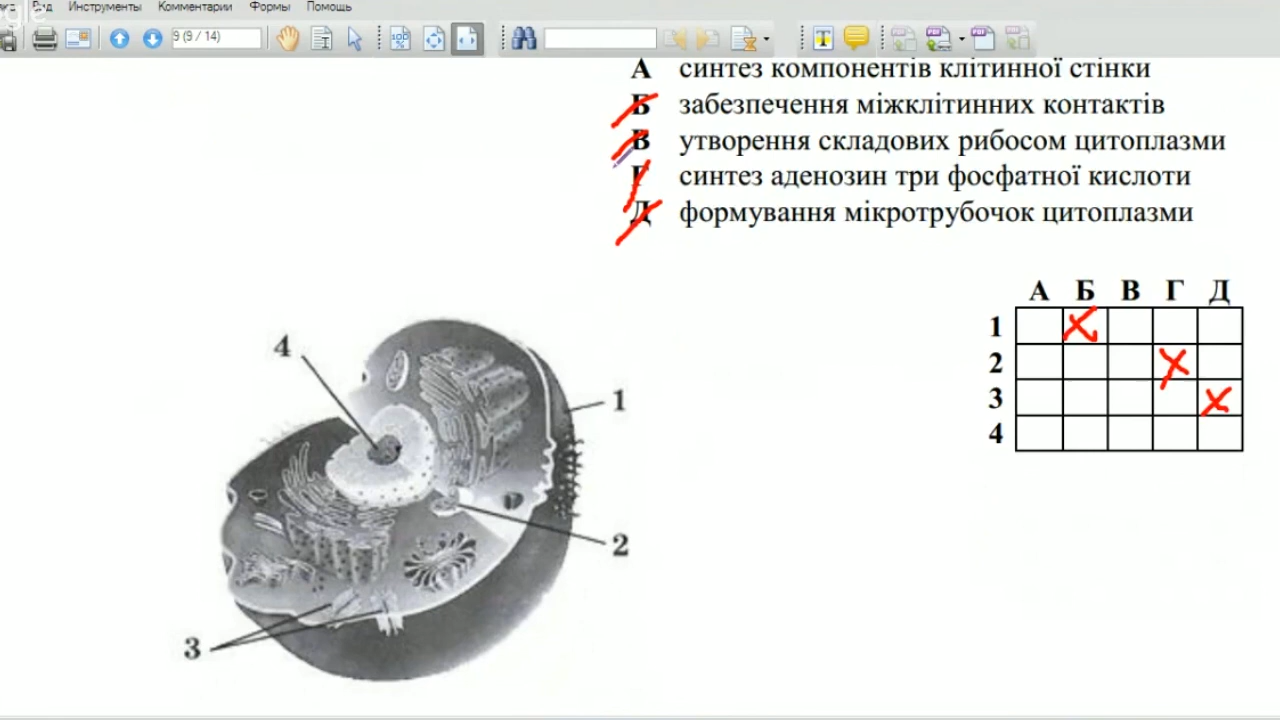 Вид Инструменты Комментарии Формы Помощь
9 (9 / 14)
А синтез компонентів клітинної стінки
Б забезпечення міжклітинних контактів
В утворення складових рибосом цитоплазми
Г синтез аденозин три фосфатної кислоти
Д формування мікротрубочок цитоплазми
А Б В Г Д
1
2
3
4
4
1
2
3